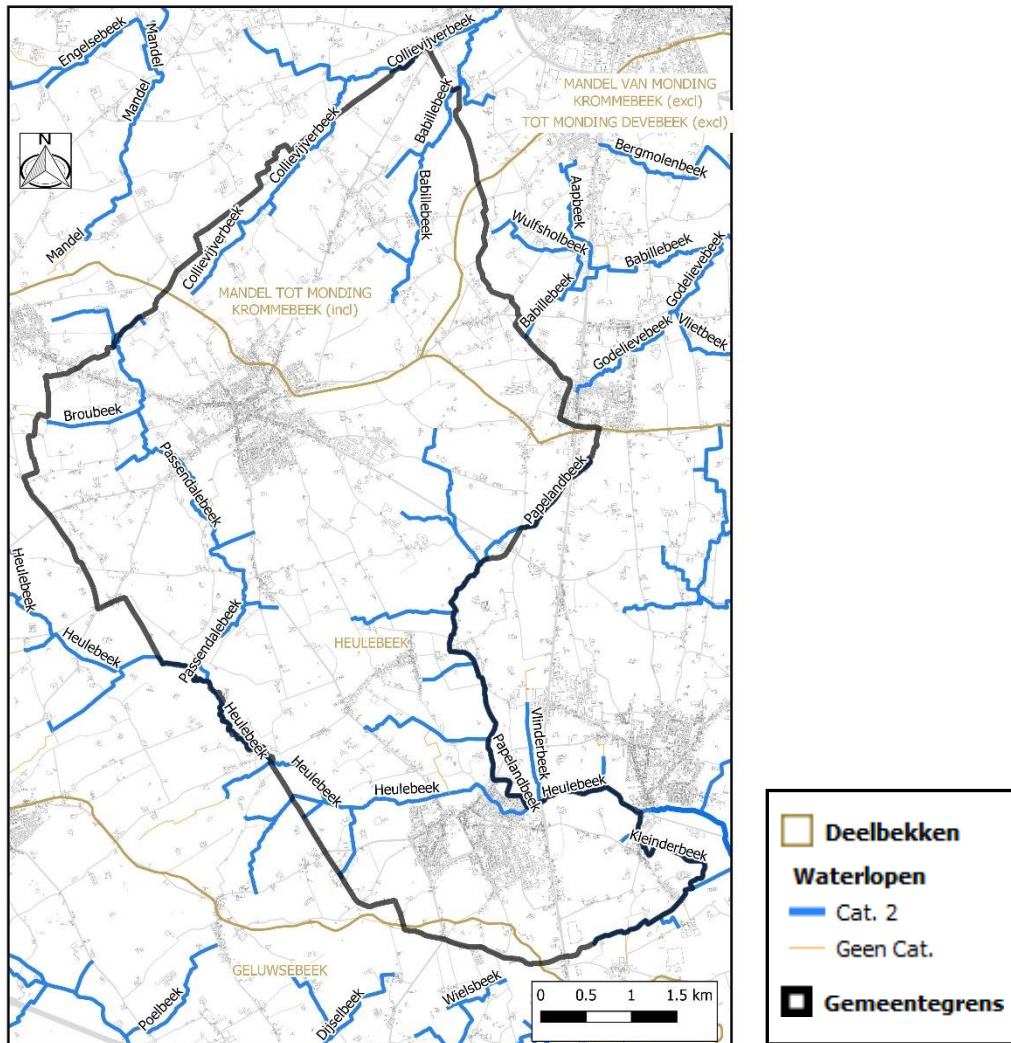 Engelsebeek
Mandel
Collievijverbeek
Mandel
MANDEL VAN MONDING
KROMMEBEEK (excl)
TOT MONDING DEVEBEEK (excl)
N
Babillebeek
Collievijverbeek
Bergmolenbeek
Aapbeek
Babillebeek
Mandel
Collievijverbeek
Wulfsholbeek
Babillebeek
Godelievebeek
MANDEL TOT MONDING
KROMMEBEEK (incl)
Babillebeek
Godelievebeek
Vlietbeek
Broubeek
Passendalebeek
Papelandbeek
Heulebeek
Heulebeek
Passendalebeek
HEULEBEEK
Heulebeek
Heulebeek
Heulebeek
Papelandbeek
Vlinderbeek
Heulebeek
Kleinderbeek
GELUWSEBEEK
Poelbeek
Dijselbeek
Wielsbeek
0 0.5 1 1.5 km
Deelbekken
Waterlopen
Cat. 2
Geen Cat.
Gemeentegrens